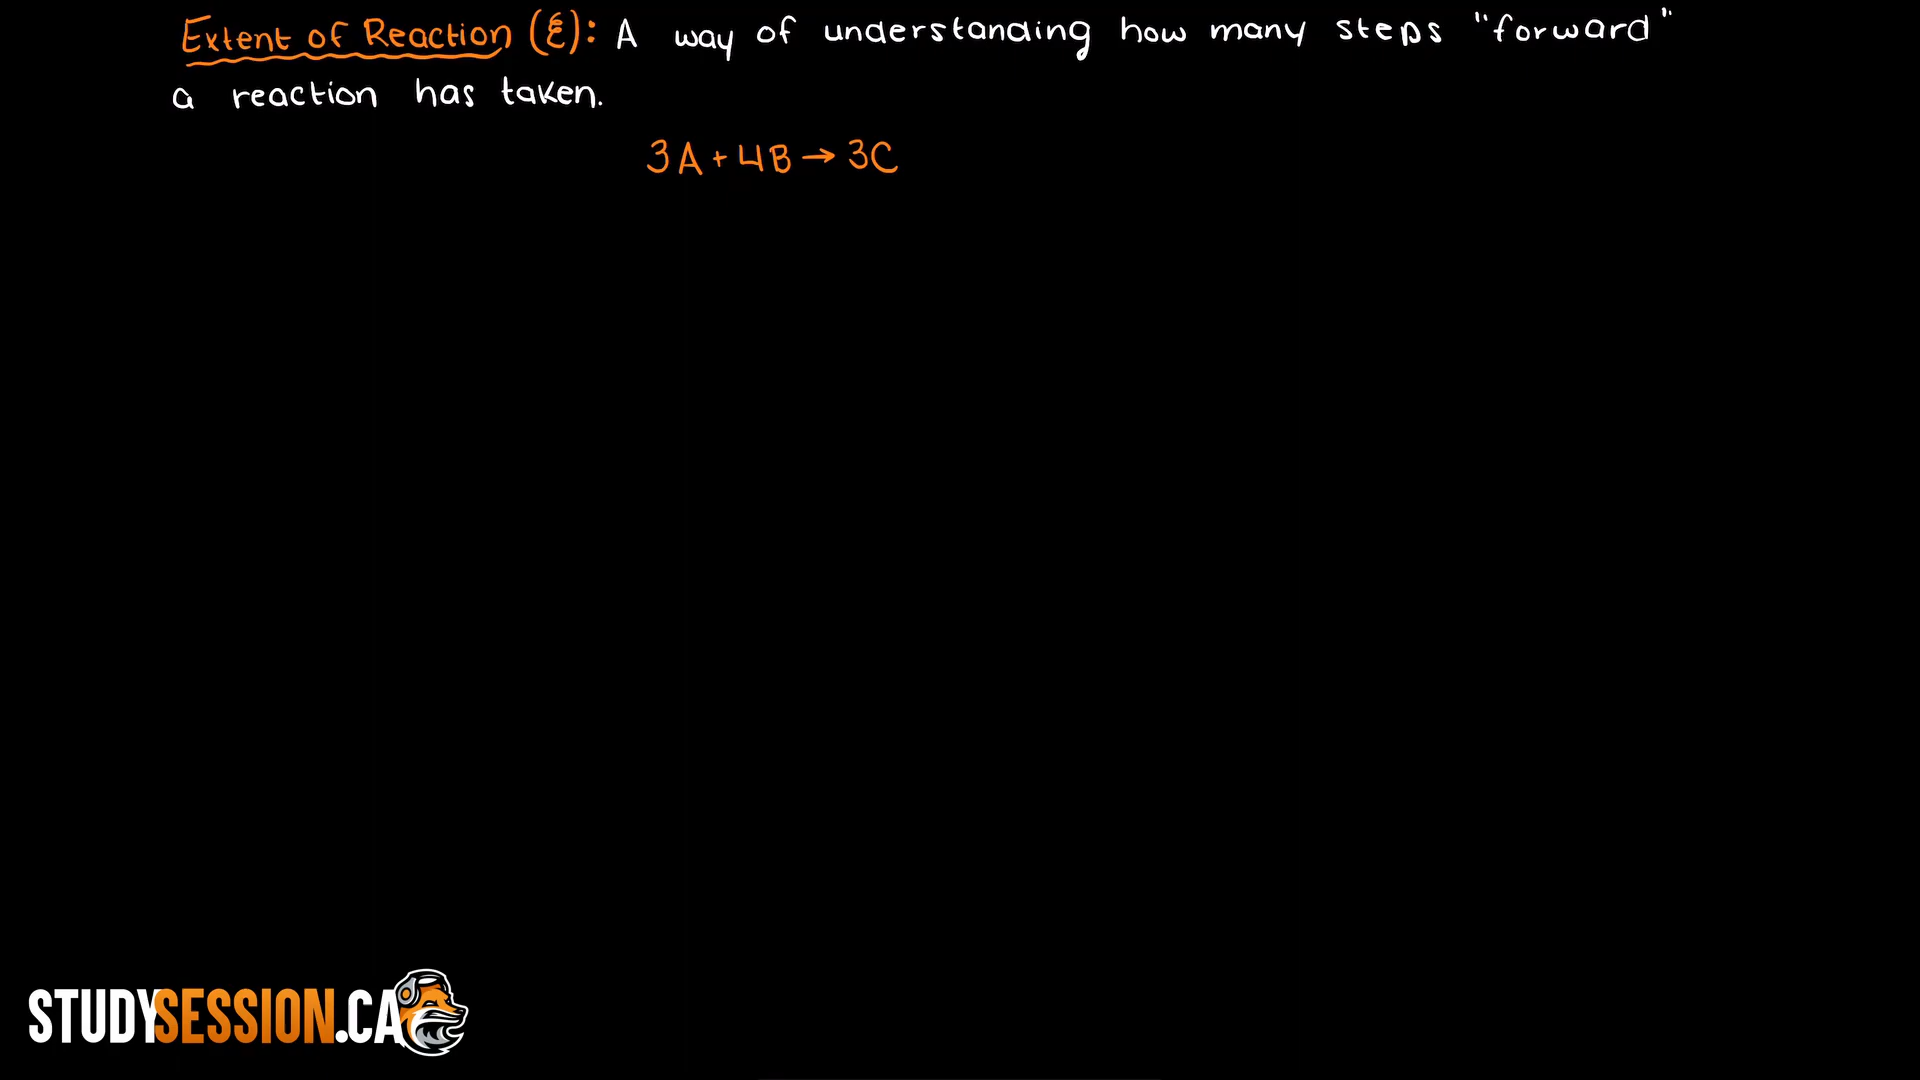 Extent of Reaction (ξ): A way of understanding how many steps "forward"
a reaction has taken.
3A + 4B → 3C
STUDYSESSION.CA